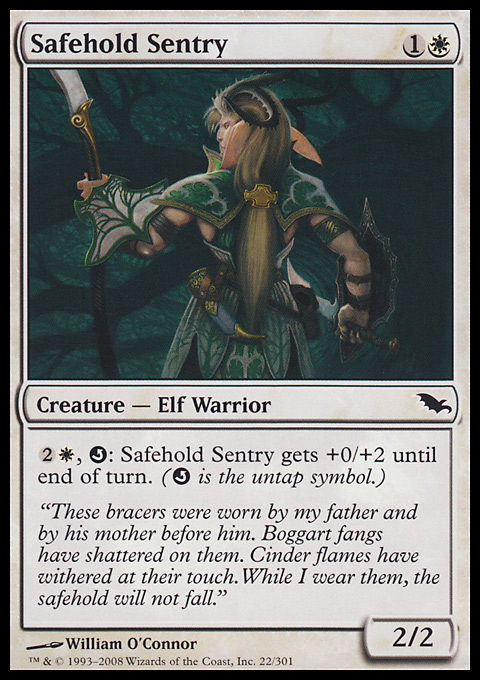 Safehold Sentry 1
Creature — Elf Warrior
2, : Safehold Sentry gets +0/+2 until
end of turn. ( is the untap symbol.)
“These bracers were worn by my father and
by his mother before him. Boggart fangs
have shattered on them. Cinder flames have
withered at their touch. While I wear them, the
safehold will not fall.”
William O’Connor
2/2
™ & © 1993–2008 Wizards of the Coast, Inc. 22/301